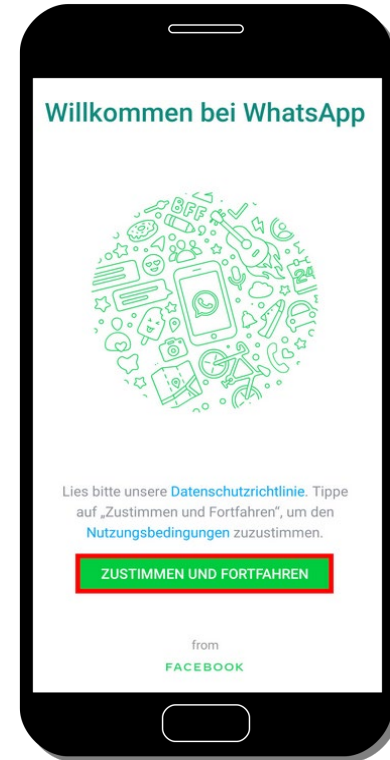 Willkommen bei WhatsApp
BFF
Lies bitte unsere Datenschutzrichtlinie. Tippe
auf „Zustimmen und Fortfahren“, um den
Nutzungsbedingungen zuzustimmen.
ZUSTIMMEN UND FORTFAHREN
from
FACEBOOK